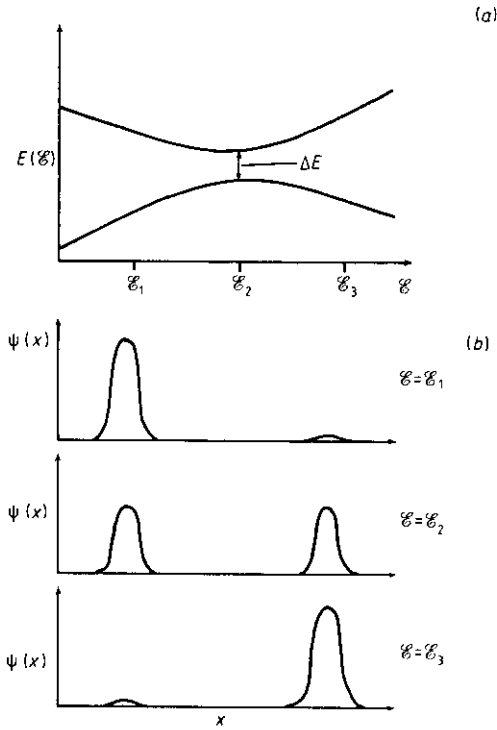 (a)
E(ℰ)
ΔE
ℰ₁ ℰ₂ ℰ₃ ℰ
ψ(x) (b)
ℰ=ℰ₁
ψ(x)
ℰ=ℰ₂
ψ(x) ℰ=ℰ₃
x